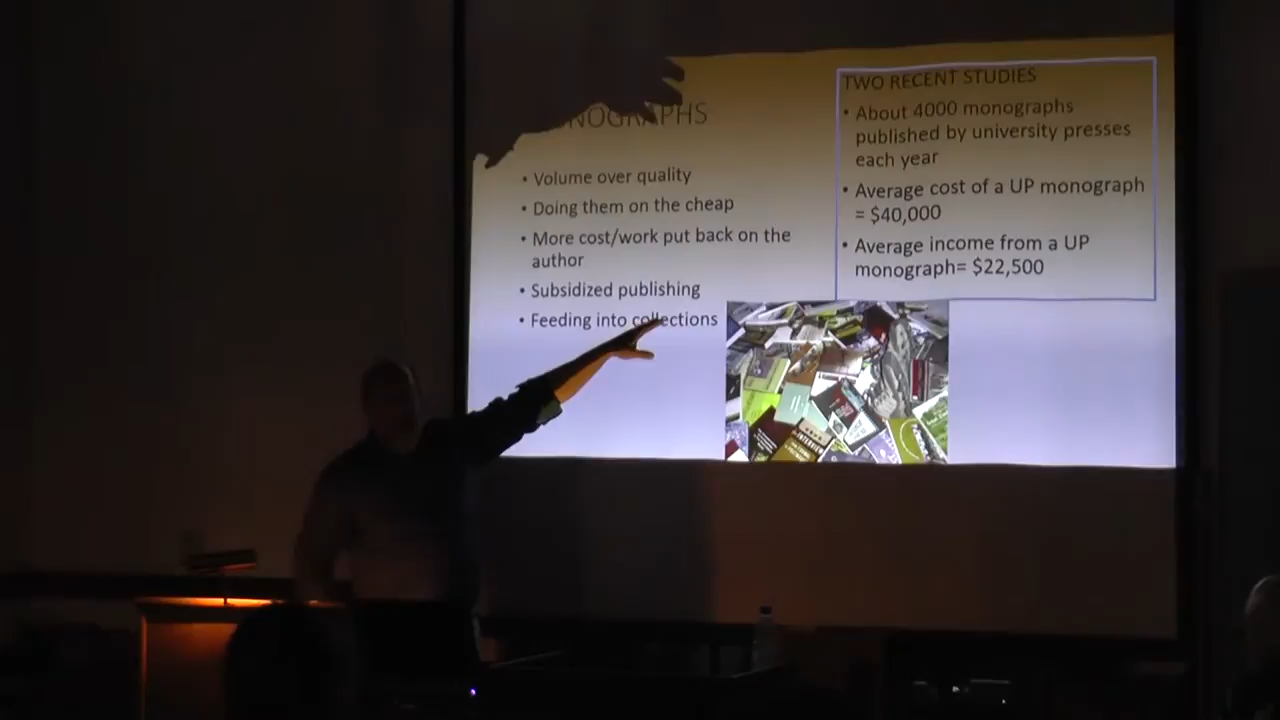 NOGRAPHS
• Volume over quality
• Doing them on the cheap
• More cost/work put back on the
author
• Subsidized publishing
• Feeding into collections
TWO RECENT STUDIES
• About 4000 monographs
published by university presses
each year
• Average cost of a UP monograph
= $40,000
• Average income from a UP
monograph= $22,500
INTERVIEW